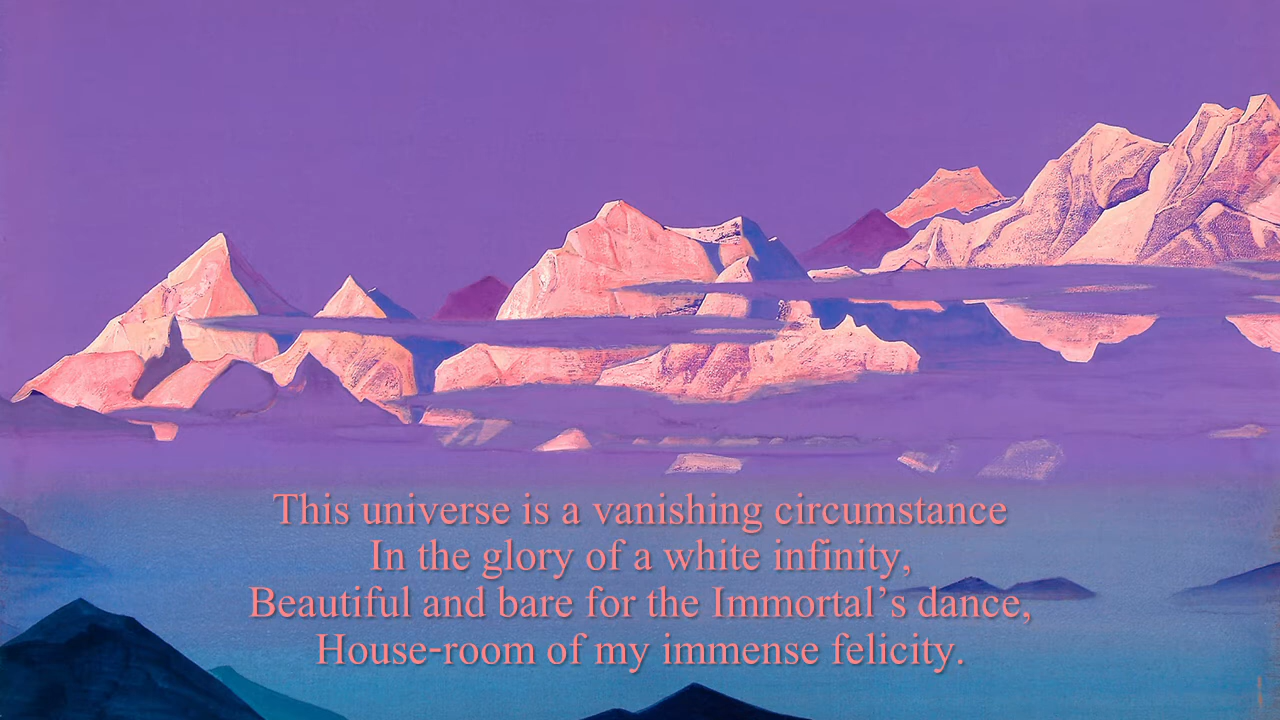 This universe is a vanishing circumstance
In the glory of a white infinity,
Beautiful and bare for the Immortal’s dance,
House-room of my immense felicity.